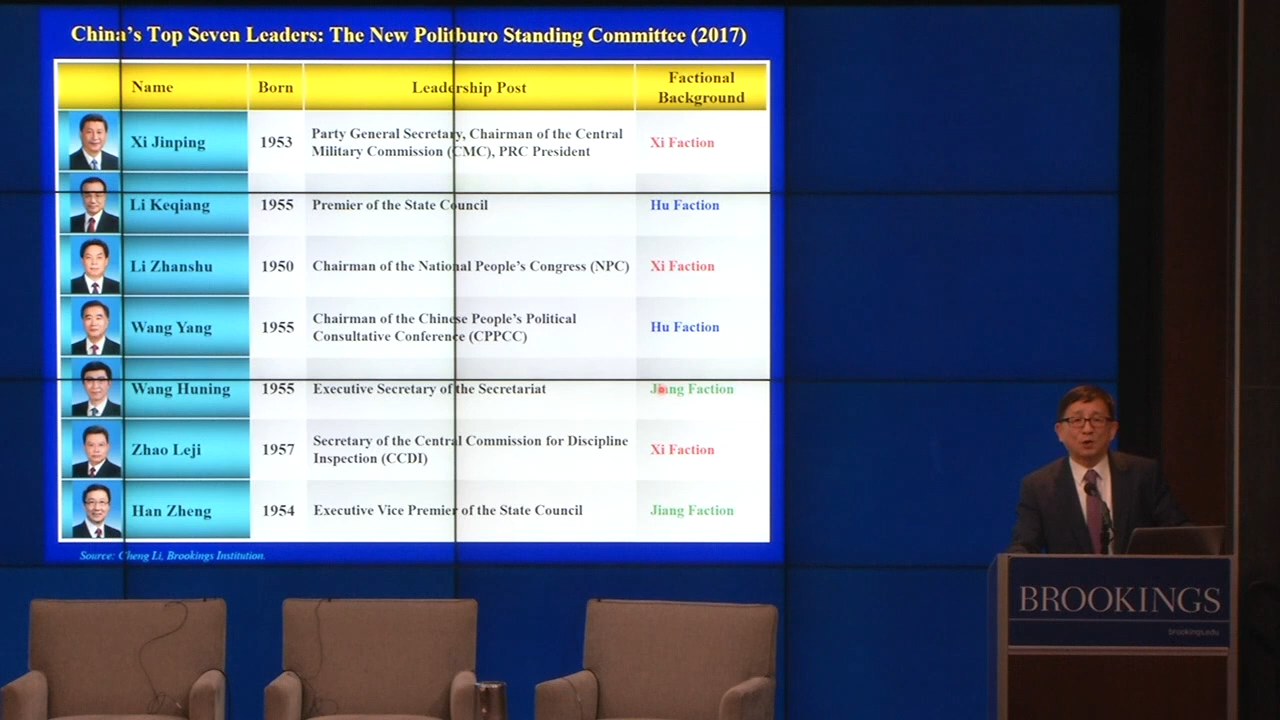 China's Top Seven Leaders: The New Politburo Standing Committee (2017)
Name Born Leadership Post Factional Background
Xi Jinping 1953 Party General Secretary, Chairman of the Central Military Commission (CMC), PRC President Xi Faction
Li Keqiang 1955 Premier of the State Council Hu Faction
Li Zhanshu 1950 Chairman of the National People's Congress (NPC) Xi Faction
Wang Yang 1955 Chairman of the Chinese People's Political Consultative Conference (CPPCC) Hu Faction
Wang Huning 1955 Executive Secretary of the Secretariat Jiang Faction
Zhao Leji 1957 Secretary of the Central Commission for Discipline Inspection (CCDI) Xi Faction
Han Zheng 1954 Executive Vice Premier of the State Council Jiang Faction
Source: Cheng Li, Brookings Institution.
BROOKINGS
brookings.edu